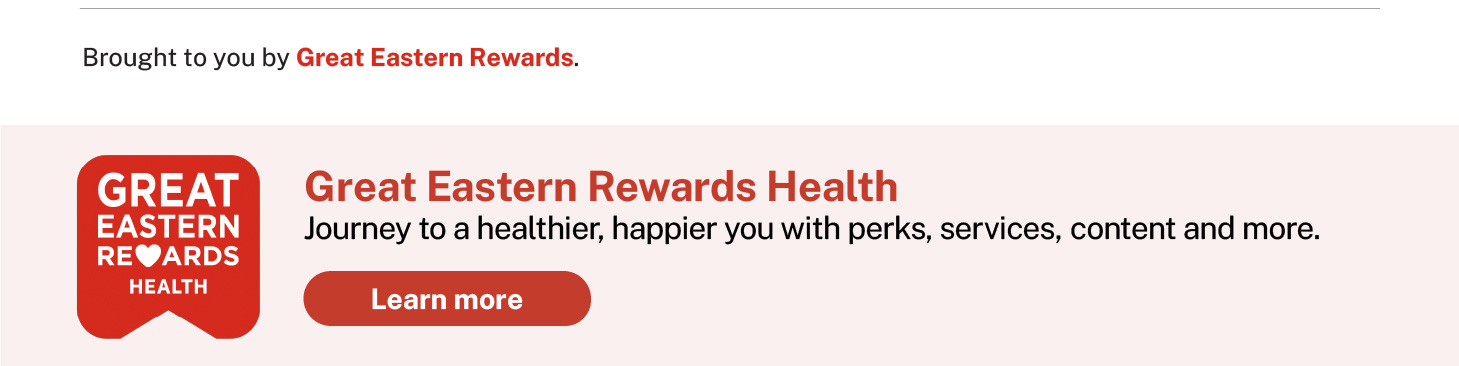 Brought to you by Great Eastern Rewards.
GREAT
EASTERN
REWARDS
HEALTH
Great Eastern Rewards Health
Journey to a healthier, happier you with perks, services, content and more.
Learn more